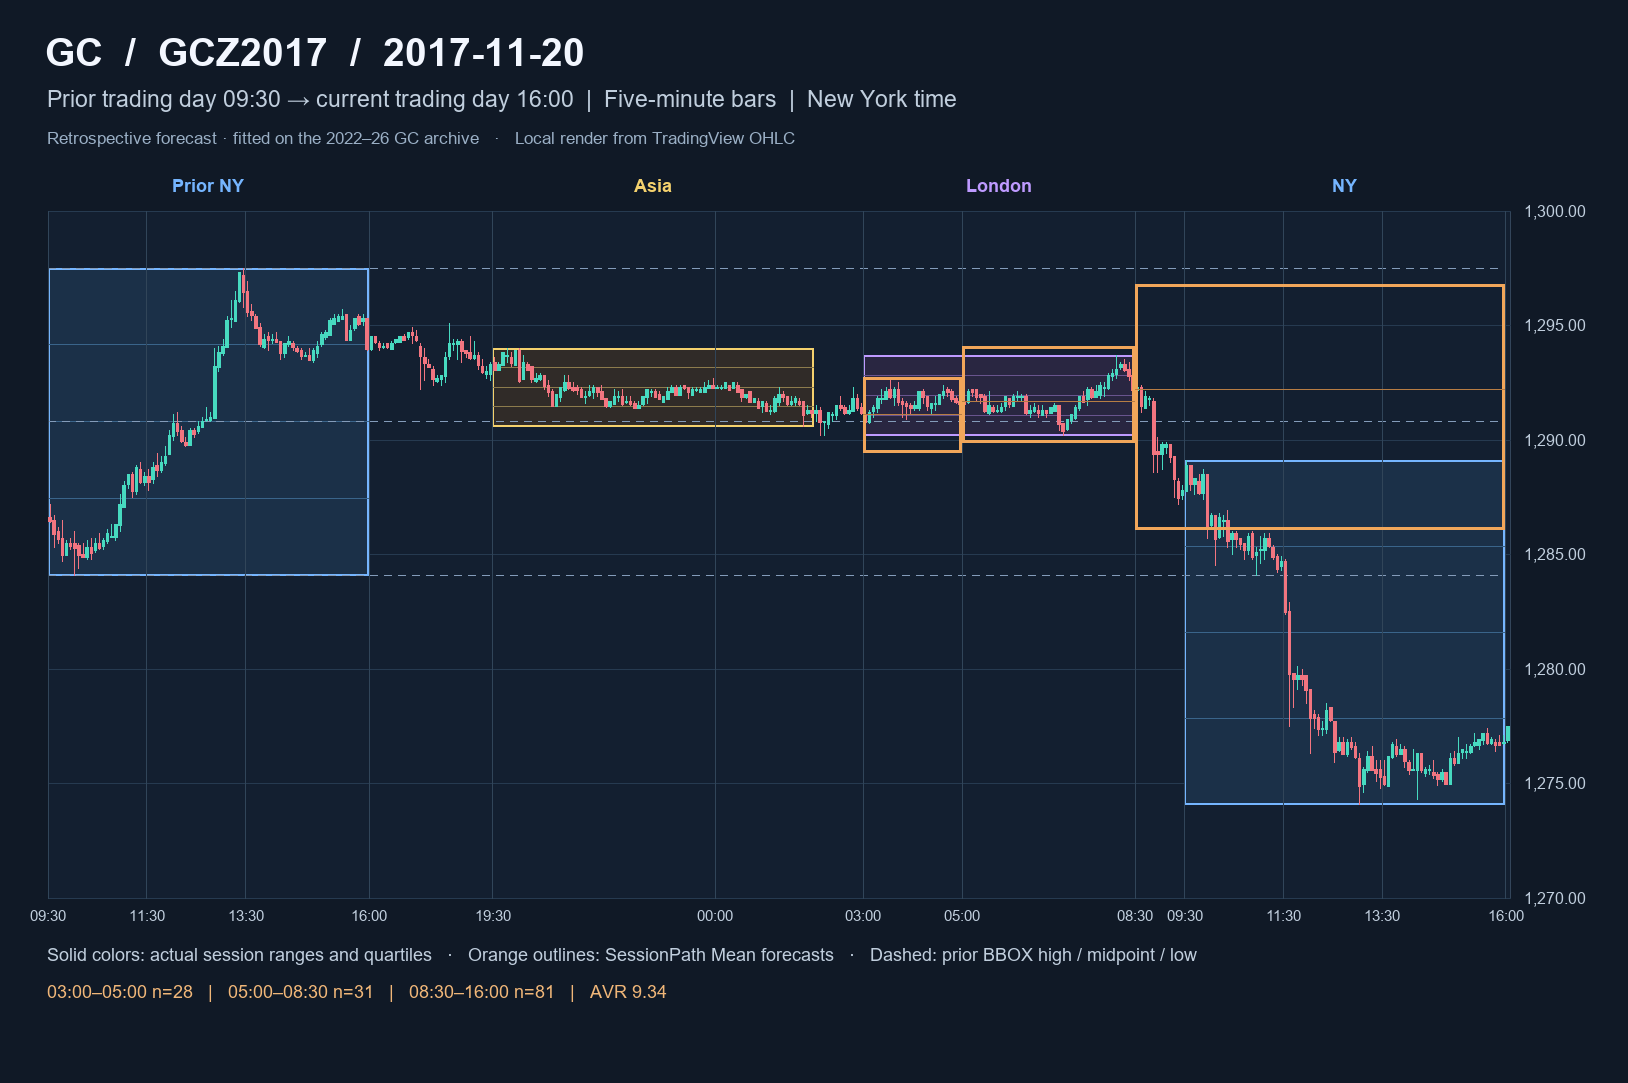 GC / GCZ2017 / 2017-11-20
Prior trading day 09:30 → current trading day 16:00 | Five-minute bars | New York time
Retrospective forecast · fitted on the 2022–26 GC archive · Local render from TradingView OHLC
Prior NY Asia London NY
1,300.00
1,295.00
1,290.00
1,285.00
1,280.00
1,275.00
1,270.00
09:30 11:30 13:30 16:00 19:30 00:00 03:00 05:00 08:30 09:30 11:30 13:30 16:00
Solid colors: actual session ranges and quartiles · Orange outlines: SessionPath Mean forecasts · Dashed: prior BBOX high / midpoint / low
03:00–05:00 n=28 | 05:00–08:30 n=31 | 08:30–16:00 n=81 | AVR 9.34